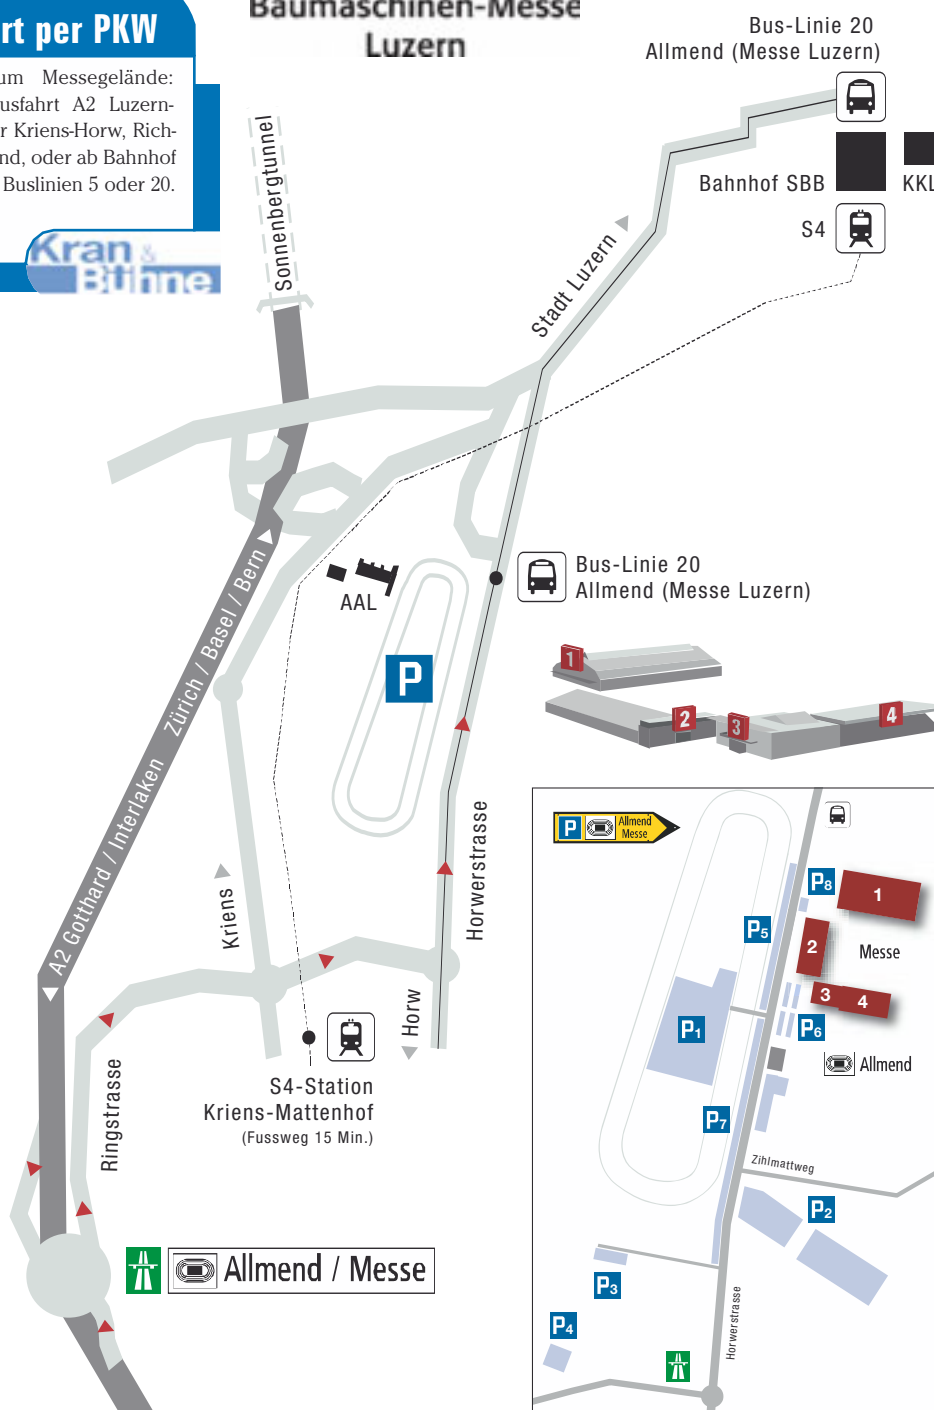 rt per PKW
um Messegelände:
usfahrt A2 Luzern-
r Kriens-Horw, Rich-
nd, oder ab Bahnhof
Buslinien 5 oder 20.
Kran &
Bühne
Baumaschinen-Messe
Luzern
Bus-Linie 20
Allmend (Messe Luzern)
Bahnhof SBB
KKL
S4
Sonnenbergtunnel
Stadt Luzern
Bus-Linie 20
Allmend (Messe Luzern)
AAL
P
A2 Gotthard / Interlaken Zürich / Basel / Bern
Kriens
Horwerstrasse
Horw
Ringstrasse
S4-Station
Kriens-Mattenhof
(Fussweg 15 Min.)
Allmend / Messe
1
2
3
4
P
Allmend
Messe
P8
1
P5
2
Messe
3
4
P1
P6
Allmend
P7
Zihlmattweg
P2
P3
P4
Horwerstrasse